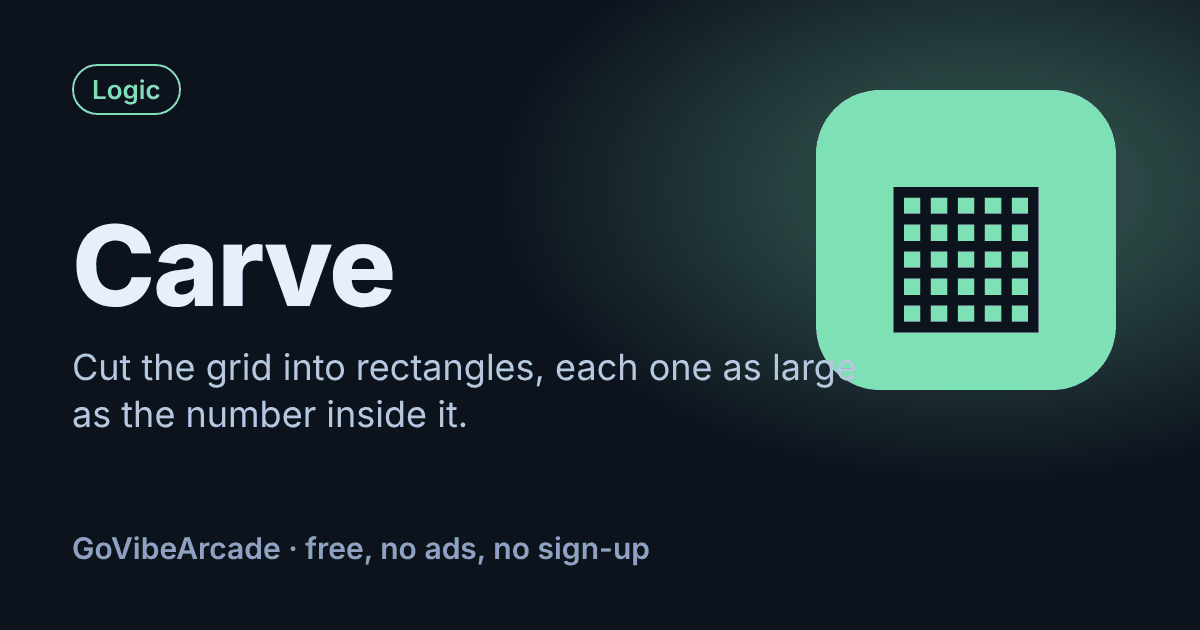 Logic
Carve
Cut the grid into rectangles, each one as large
as the number inside it.
GoVibeArcade · free, no ads, no sign-up